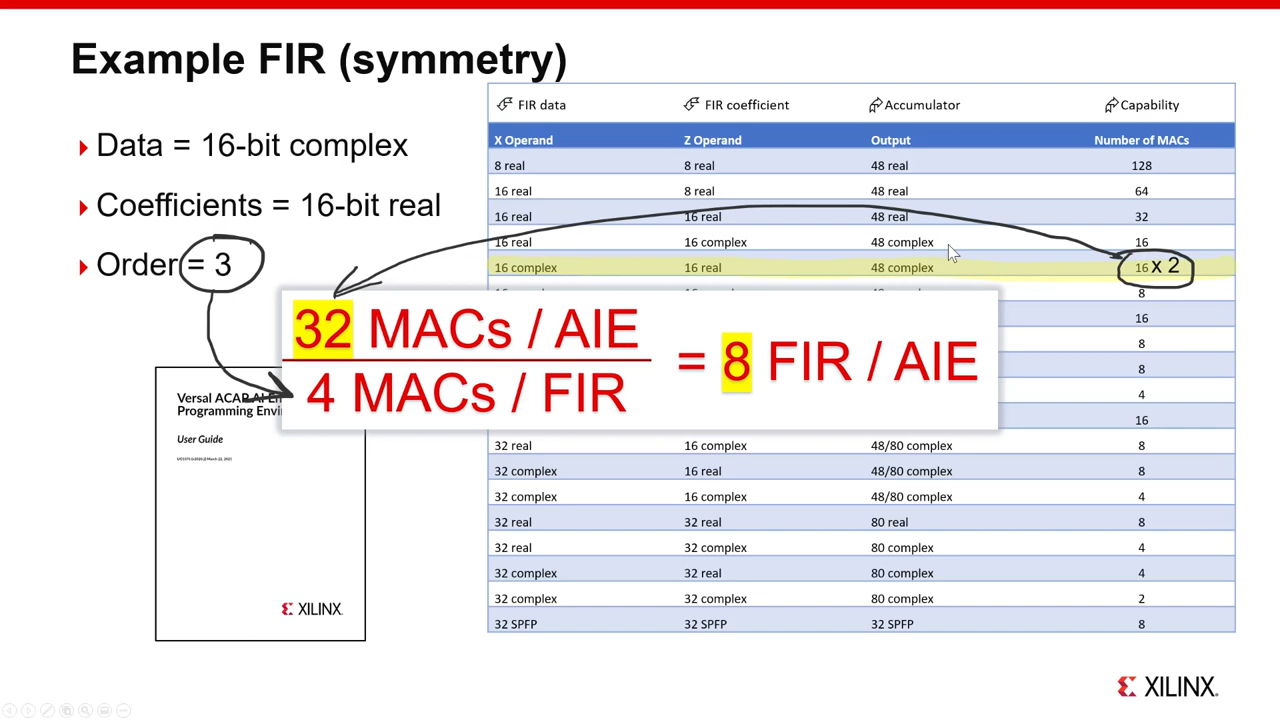 Example FIR (symmetry)
Data = 16-bit complex
Coefficients = 16-bit real
Order = 3
FIR data FIR coefficient Accumulator Capability
X Operand Z Operand Output Number of MACs
8 real 8 real 48 real 128
16 real 8 real 48 real 64
16 real 16 real 48 real 32
16 real 16 complex 48 complex 16
16 complex 16 real 48 complex 16 x 2
8
16
8
8
4
16
32 MACs / AIE
4 MACs / FIR
= 8 FIR / AIE
32 real 16 complex 48/80 complex 8
32 complex 16 real 48/80 complex 8
32 complex 16 complex 48/80 complex 4
32 real 32 real 80 real 8
32 real 32 complex 80 complex 4
32 complex 32 real 80 complex 4
32 complex 32 complex 80 complex 2
32 SPFP 32 SPFP 32 SPFP 8
Versal ACAP AI En
Programming Envi
User Guide
XILINX
XILINX